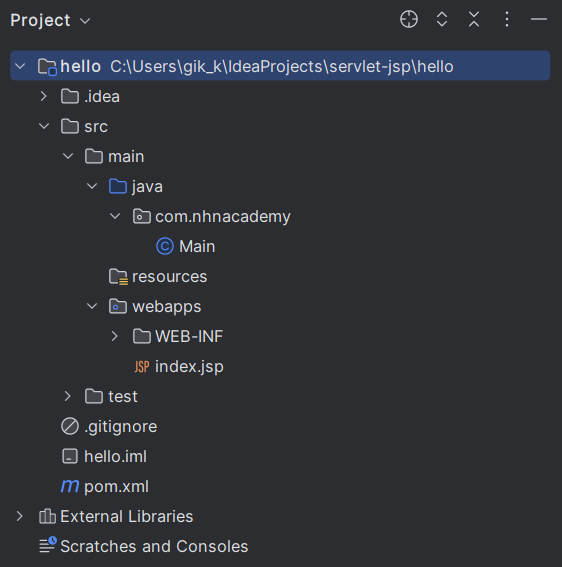 Project
hello C:\Users\gik_k\IdeaProjects\servlet-jsp\hello
.idea
src
main
java
com.nhnacademy
C Main
resources
webapps
WEB-INF
JSP index.jsp
test
.gitignore
hello.iml
m pom.xml
External Libraries
Scratches and Consoles